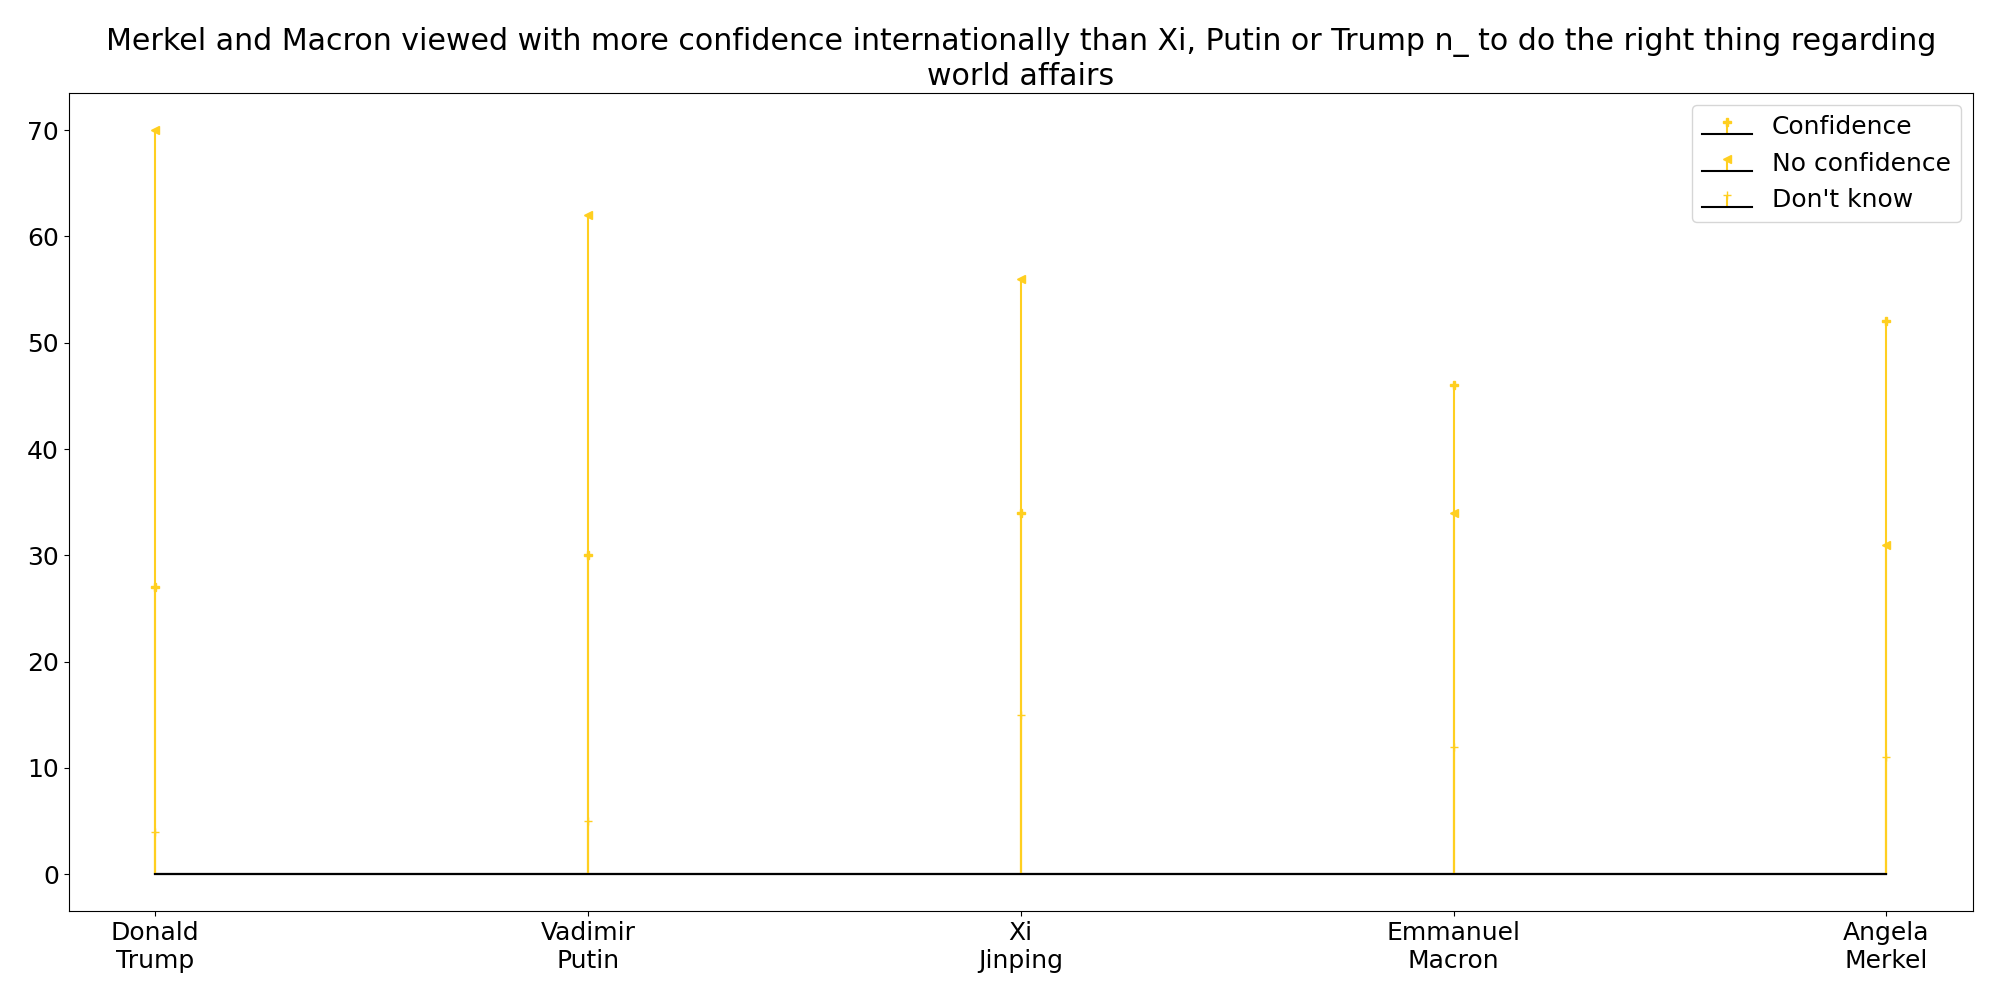 Merkel and Macron viewed with more confidence internationally than Xi, Putin or Trump n_ to do the right thing regarding
world affairs
70
60
50
40
30
20
10
0
Confidence
No confidence
Don't know
Donald
Trump
Vadimir
Putin
Xi
Jinping
Emmanuel
Macron
Angela
Merkel